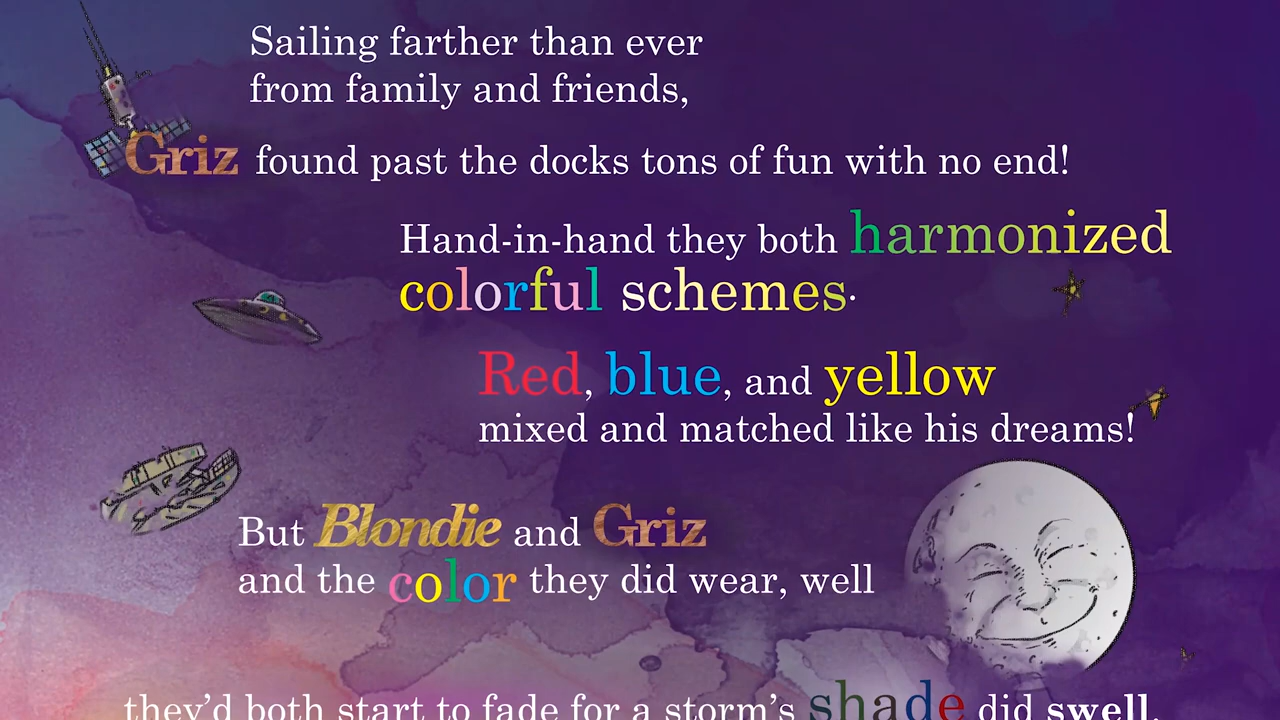 Sailing farther than ever
from family and friends,
Griz found past the docks tons of fun with no end!
Hand-in-hand they both harmonized
colorful schemes.
Red, blue, and yellow
mixed and matched like his dreams!
But Blondie and Griz
and the color they did wear, well
they'd both start to fade for a storm's shade did swell.